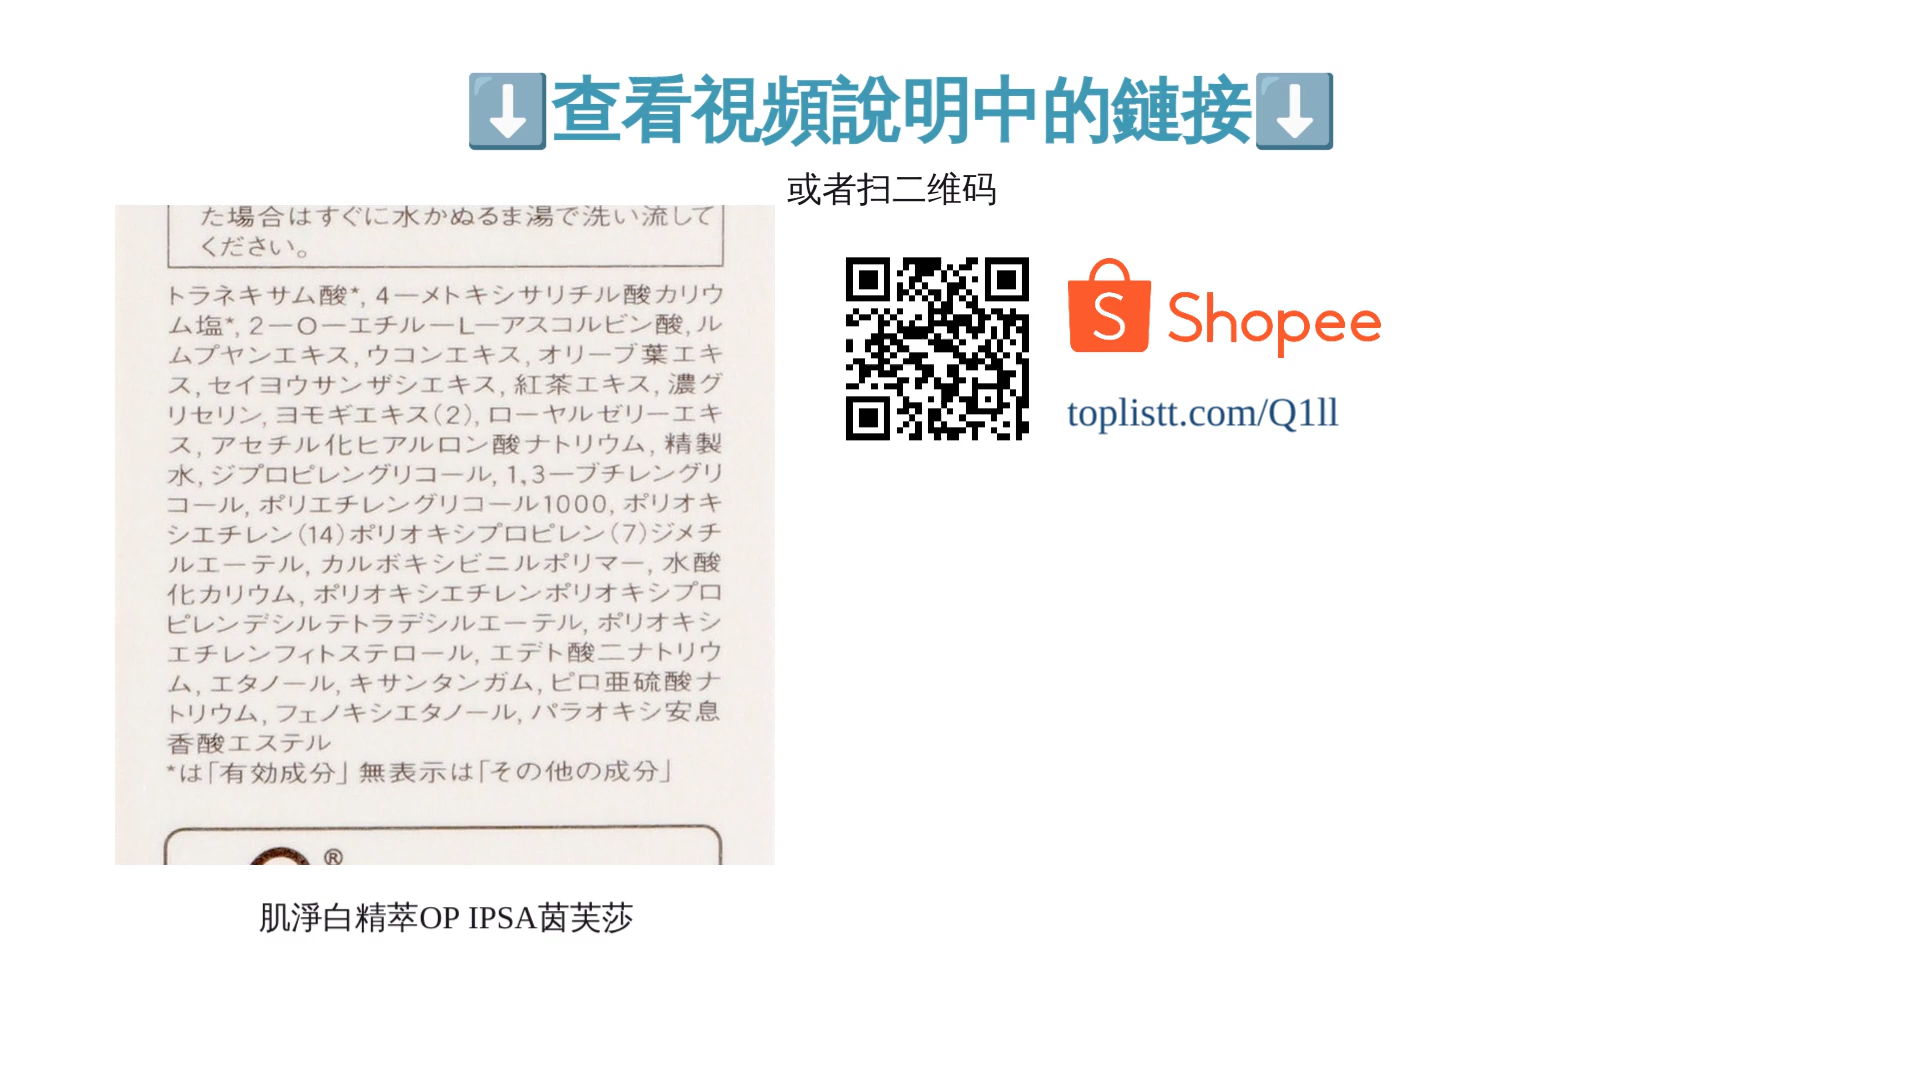 ⬇️查看視頻說明中的鏈接⬇️
或者扫二维码
た場合はすぐに水かぬるま湯で洗い流して
ください。
トラネキサム酸*, 4ーメトキシサリチル酸カリウ
ム塩*, 2ーOーエチルーLーアスコルビン酸, ル
ムプヤンエキス, ウコンエキス, オリーブ葉エキ
ス, セイヨウサンザシエキス, 紅茶エキス, 濃グ
リセリン, ヨモギエキス(2), ローヤルゼリーエキ
ス, アセチル化ヒアルロン酸ナトリウム, 精製
水, ジプロピレングリコール, 1,3ーブチレングリ
コール, ポリエチレングリコール1000, ポリオキ
シエチレン(14)ポリオキシプロピレン(7)ジメチ
ルエーテル, カルボキシビニルポリマー, 水酸
化カリウム, ポリオキシエチレンポリオキシプロ
ピレンデシルテトラデシルエーテル, ポリオキシ
エチレンフィトステロール, エデト酸二ナトリウ
ム, エタノール, キサンタンガム, ピロ亜硫酸ナ
トリウム, フェノキシエタノール, パラオキシ安息
香酸エステル
*は「有効成分」 無表示は「その他の成分」
®
Shopee
toplistt.com/Q1ll
肌淨白精萃OP IPSA茵芙莎